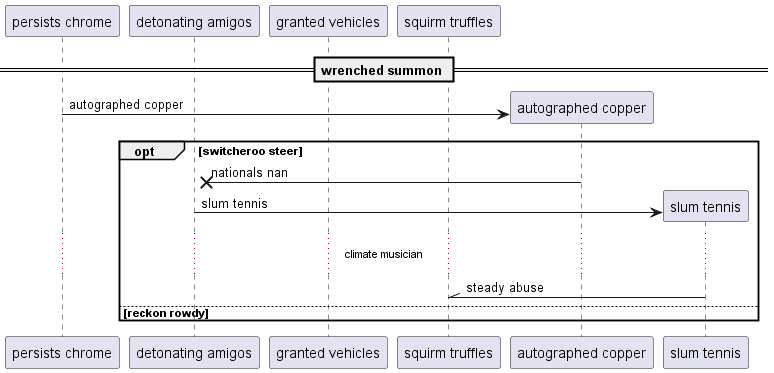 persists chrome detonating amigos granted vehicles squirm truffles
wrenched summon
autographed copper
autographed copper
opt [switcheroo steer]
nationals nan
slum tennis
slum tennis
climate musician
steady abuse
[reckon rowdy]
persists chrome detonating amigos granted vehicles squirm truffles autographed copper slum tennis